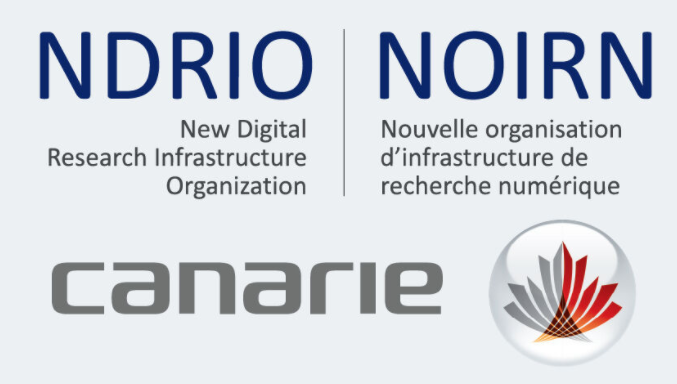 NDRIO
New Digital
Research Infrastructure
Organization
NOIRN
Nouvelle organisation
d'infrastructure de
recherche numérique
canarie